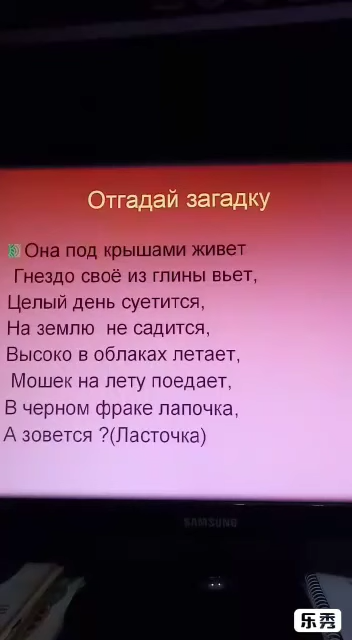 Отгадай загадку
Она под крышами живет
Гнездо своё из глины вьет,
Целый день суетится,
На землю не садится,
Высоко в облаках летает,
Мошек на лету поедает,
В черном фраке лапочка,
А зовется ?(Ласточка)
SAMSUNG
乐秀